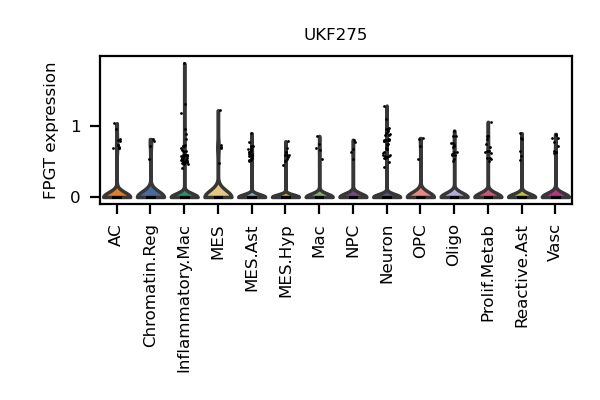 UKF275
FPGT expression
1
0
AC
Chromatin.Reg
Inflammatory.Mac
MES
MES.Ast
MES.Hyp
Mac
NPC
Neuron
OPC
Oligo
Prolif.Metab
Reactive.Ast
Vasc